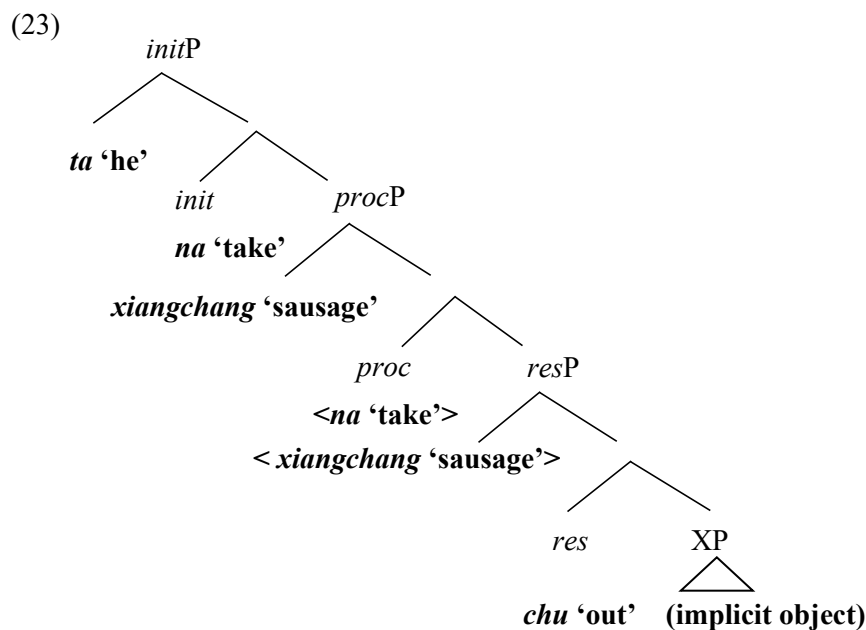 (23)
initP
ta ‘he’
init procP
na ‘take’
xiangchang ‘sausage’
proc resP
<na ‘take’>
< xiangchang ‘sausage’>
res XP
chu ‘out’ (implicit object)